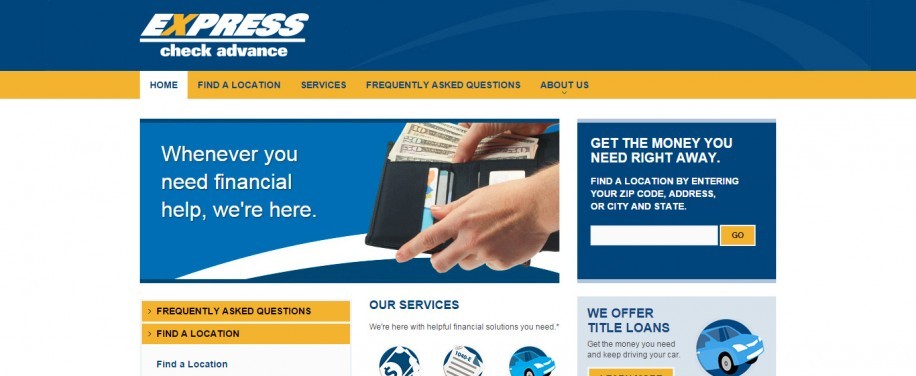 EXPRESS
check advance
HOME
FIND A LOCATION
SERVICES
FREQUENTLY ASKED QUESTIONS
ABOUT US
Whenever you
need financial
help, we're here.
GET THE MONEY YOU
NEED RIGHT AWAY.
FIND A LOCATION BY ENTERING
YOUR ZIP CODE, ADDRESS,
OR CITY AND STATE.
GO
FREQUENTLY ASKED QUESTIONS
FIND A LOCATION
Find a Location
OUR SERVICES
We're here with helpful financial solutions you need.*
$
WE OFFER
TITLE LOANS
Get the money you need
and keep driving your car.